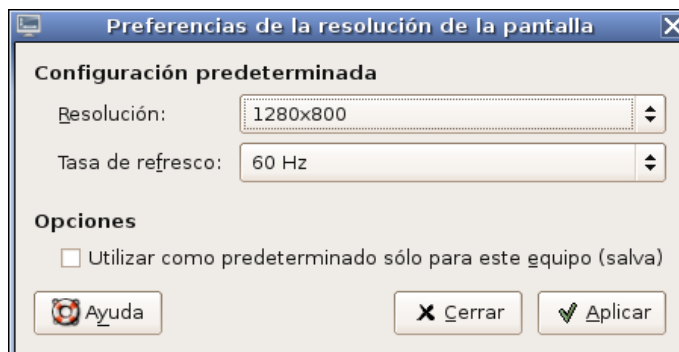 Preferencias de la resolución de la pantalla
Configuración predeterminada
Resolución: 1280x800
Tasa de refresco: 60 Hz
Opciones
Utilizar como predeterminado sólo para este equipo (salva)
Ayuda Cerrar Aplicar